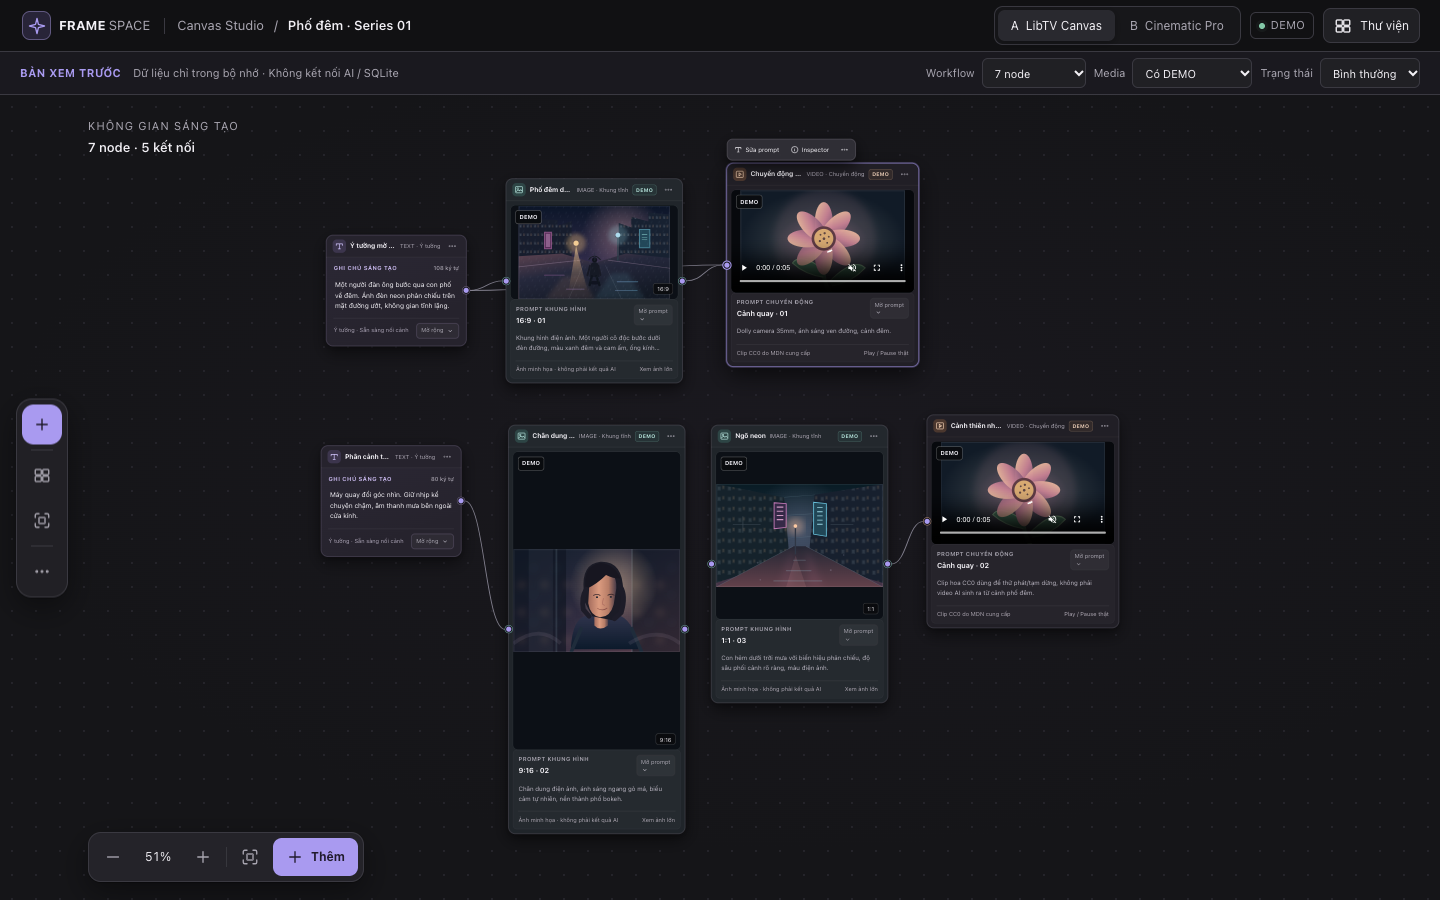 FRAME SPACE
Canvas Studio / Phố đêm · Series 01
A LibTV Canvas
B Cinematic Pro
DEMO
Thư viện
BẢN XEM TRƯỚC
Dữ liệu chỉ trong bộ nhớ · Không kết nối AI / SQLite
Workflow
7 node
Media
Có DEMO
Trạng thái
Bình thường
KHÔNG GIAN SÁNG TẠO
7 node · 5 kết nối
Ý tưởng mở ...
TEXT · Ý tưởng
GHI CHÚ SÁNG TẠO
108 ký tự
Một người đàn ông bước qua con phố
về đêm. Ánh đèn neon phản chiếu trên
mặt đường ướt, không gian tĩnh lặng.
Ý tưởng · Sẵn sàng nối cảnh
Mở rộng
Phố đêm d...
IMAGE · Khung tĩnh
DEMO
DEMO
16:9
PROMPT KHUNG HÌNH
16:9 · 01
Mở prompt
Khung hình điện ảnh. Một người cô độc bước dưới
đèn đường, màu xanh đêm và cam ấm, ống kính...
Ảnh minh họa · không phải kết quả AI
Xem ảnh lớn
Sửa prompt
Inspector
Chuyển động ...
VIDEO · Chuyển động
DEMO
DEMO
0:00 / 0:05
PROMPT CHUYỂN ĐỘNG
Cảnh quay · 01
Mở prompt
Dolly camera 35mm, ánh sáng ven đường, cảnh đêm.
Clip CC0 do MDN cung cấp
Play / Pause thật
Phân cảnh t...
TEXT · Ý tưởng
GHI CHÚ SÁNG TẠO
80 ký tự
Máy quay đổi góc nhìn. Giữ nhịp kể
chuyện chậm, âm thanh mưa bên ngoài
cửa kính.
Ý tưởng · Sẵn sàng nối cảnh
Mở rộng
Chân dung ...
IMAGE · Khung tĩnh
DEMO
DEMO
9:16
PROMPT KHUNG HÌNH
9:16 · 02
Mở prompt
Chân dung điện ảnh, ánh sáng ngang gò má, biểu
cảm tự nhiên, nền thành phố bokeh.
Ảnh minh họa · không phải kết quả AI
Xem ảnh lớn
Ngõ neon
IMAGE · Khung tĩnh
DEMO
DEMO
1:1
PROMPT KHUNG HÌNH
1:1 · 03
Mở prompt
Con hẻm dưới trời mưa với biển hiệu phản chiếu, độ
sâu phối cảnh rõ ràng, màu điện ảnh.
Ảnh minh họa · không phải kết quả AI
Xem ảnh lớn
Cảnh thiên nh...
VIDEO · Chuyển động
DEMO
DEMO
0:00 / 0:05
PROMPT CHUYỂN ĐỘNG
Cảnh quay · 02
Mở prompt
Clip hoa CC0 dùng để thử phát/tạm dừng, không phải
video AI sinh ra từ cảnh phố đêm.
Clip CC0 do MDN cung cấp
Play / Pause thật
51%
Thêm